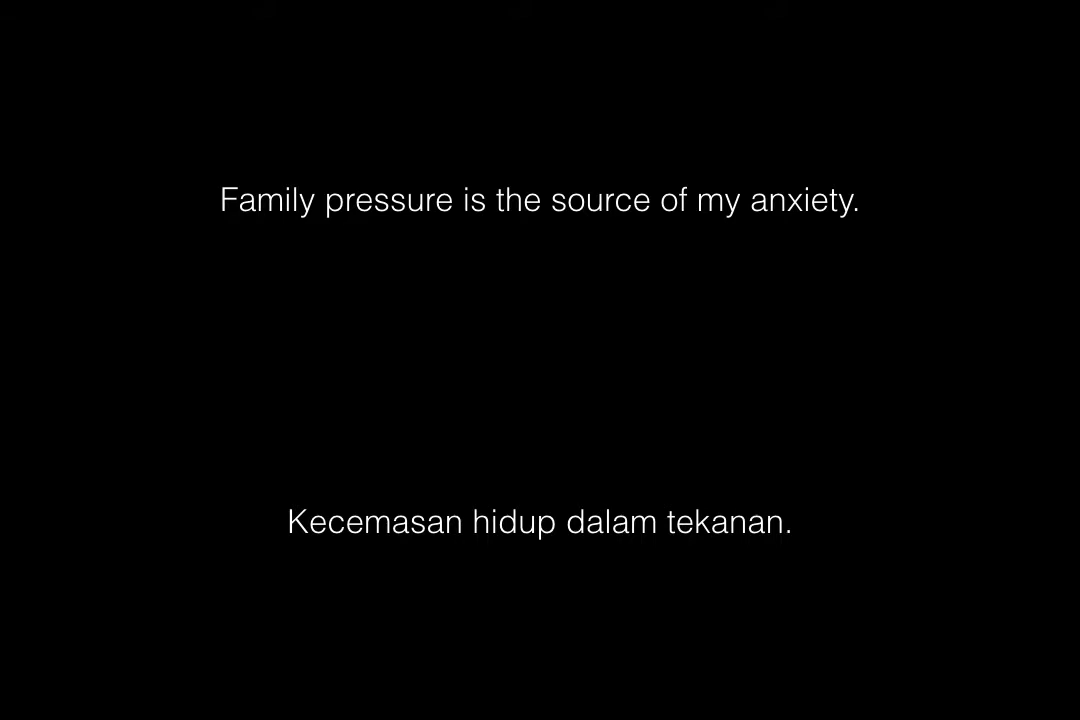 Family pressure is the source of my anxiety.
Kecemasan hidup dalam tekanan.